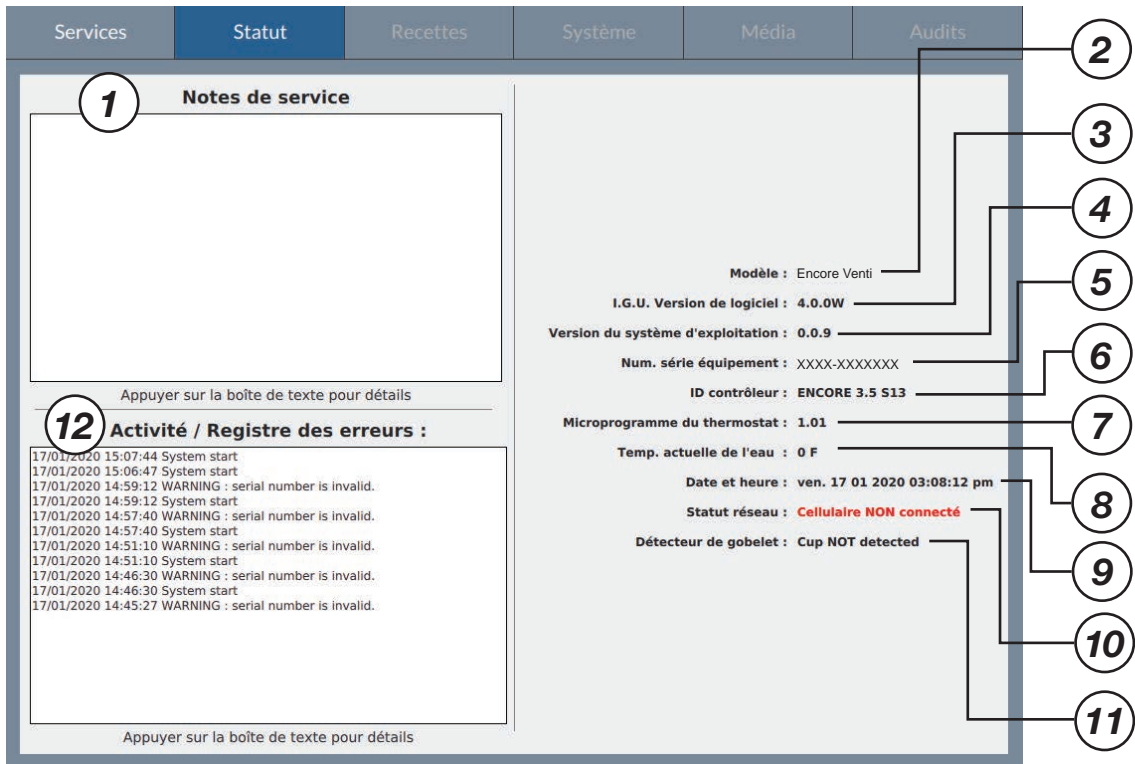 Services Statut Recettes Système Média Audits
1 Notes de service
Appuyer sur la boîte de texte pour détails
12 Activité / Registre des erreurs :
17/01/2020 15:07:44 System start
17/01/2020 15:06:47 System start
17/01/2020 14:59:12 WARNING : serial number is invalid.
17/01/2020 14:59:12 System start
17/01/2020 14:57:40 WARNING : serial number is invalid.
17/01/2020 14:57:40 System start
17/01/2020 14:51:10 WARNING : serial number is invalid.
17/01/2020 14:51:10 System start
17/01/2020 14:46:30 WARNING : serial number is invalid.
17/01/2020 14:46:30 System start
17/01/2020 14:45:27 WARNING : serial number is invalid.
Appuyer sur la boîte de texte pour détails
Modèle : Encore Venti
I.G.U. Version de logiciel : 4.0.0W
Version du système d'exploitation : 0.0.9
Num. série équipement : XXXX-XXXXXXX
ID contrôleur : ENCORE 3.5 S13
Microprogramme du thermostat : 1.01
Temp. actuelle de l'eau : 0 F
Date et heure : ven. 17 01 2020 03:08:12 pm
Statut réseau : Cellulaire NON connecté
Détecteur de gobelet : Cup NOT detected
2
3
4
5
6
7
8
9
10
11